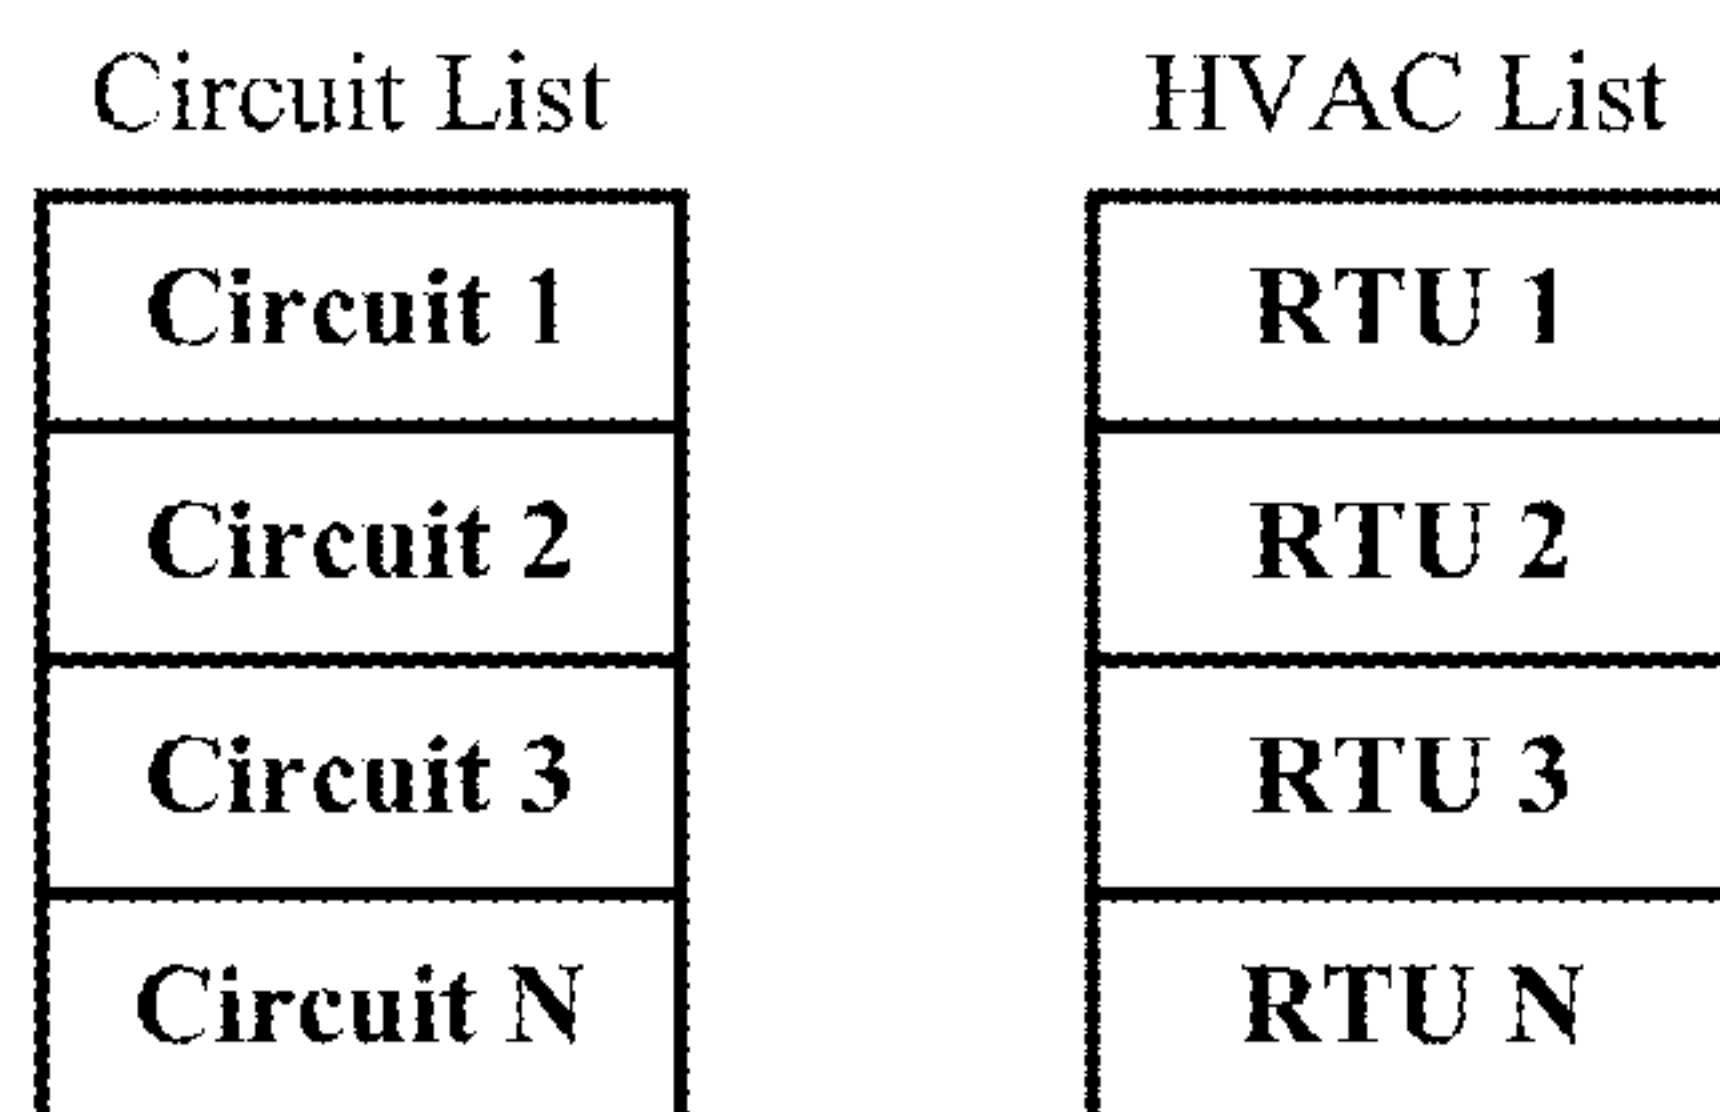 Circuit List
Circuit 1
Circuit 2
Circuit 3
Circuit N
HVAC List
RTU 1
RTU 2
RTU 3
RTU N